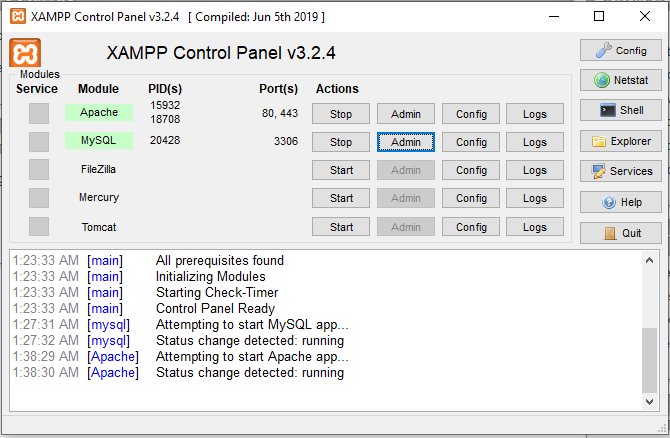 XAMPP Control Panel v3.2.4 [ Compiled: Jun 5th 2019 ]
XAMPP Control Panel v3.2.4
Config
Modules
Service Module PID(s) Port(s) Actions
Netstat
Apache 15932 18708 80, 443 Stop Admin Config Logs
Shell
MySQL 20428 3306 Stop Admin Config Logs
Explorer
FileZilla Start Admin Config Logs
Services
Mercury Start Admin Config Logs
Help
Tomcat Start Admin Config Logs
Quit
1:23:33 AM [main] All prerequisites found
1:23:33 AM [main] Initializing Modules
1:23:33 AM [main] Starting Check-Timer
1:23:33 AM [main] Control Panel Ready
1:27:31 AM [mysql] Attempting to start MySQL app...
1:27:32 AM [mysql] Status change detected: running
1:38:29 AM [Apache] Attempting to start Apache app...
1:38:30 AM [Apache] Status change detected: running